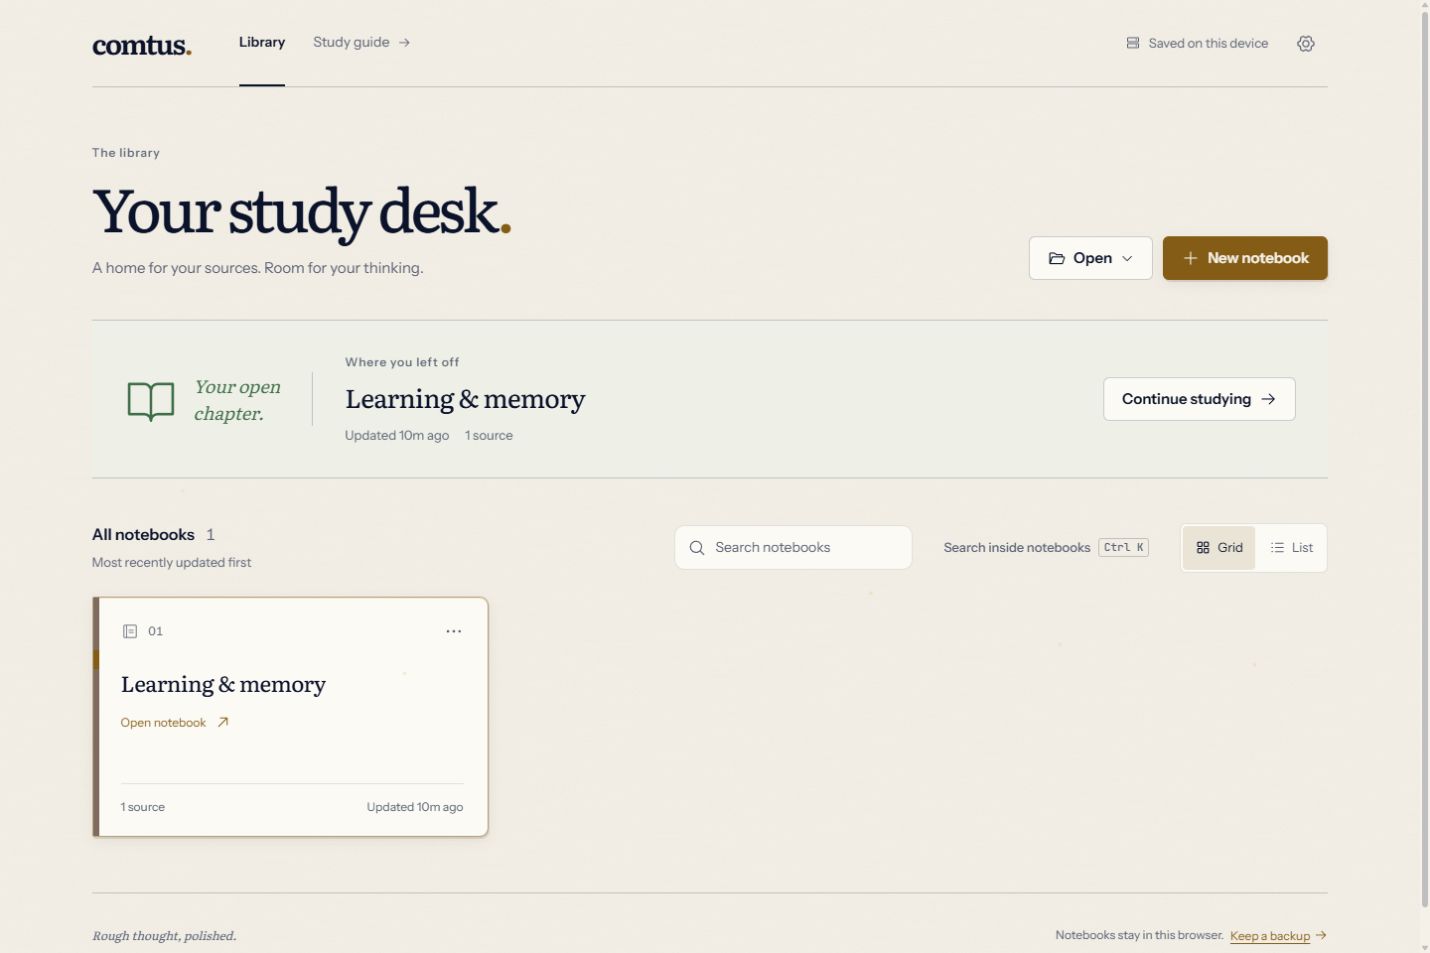 comtus.
Library
Study guide →
Saved on this device
The library
Your study desk.
A home for your sources. Room for your thinking.
Open
+ New notebook
Your open
chapter.
Where you left off
Learning & memory
Updated 10m ago 1 source
Continue studying →
All notebooks 1
Most recently updated first
Search notebooks
Search inside notebooks Ctrl K
Grid
List
01
Learning & memory
Open notebook ↗
1 source
Updated 10m ago
Rough thought, polished.
Notebooks stay in this browser. Keep a backup →